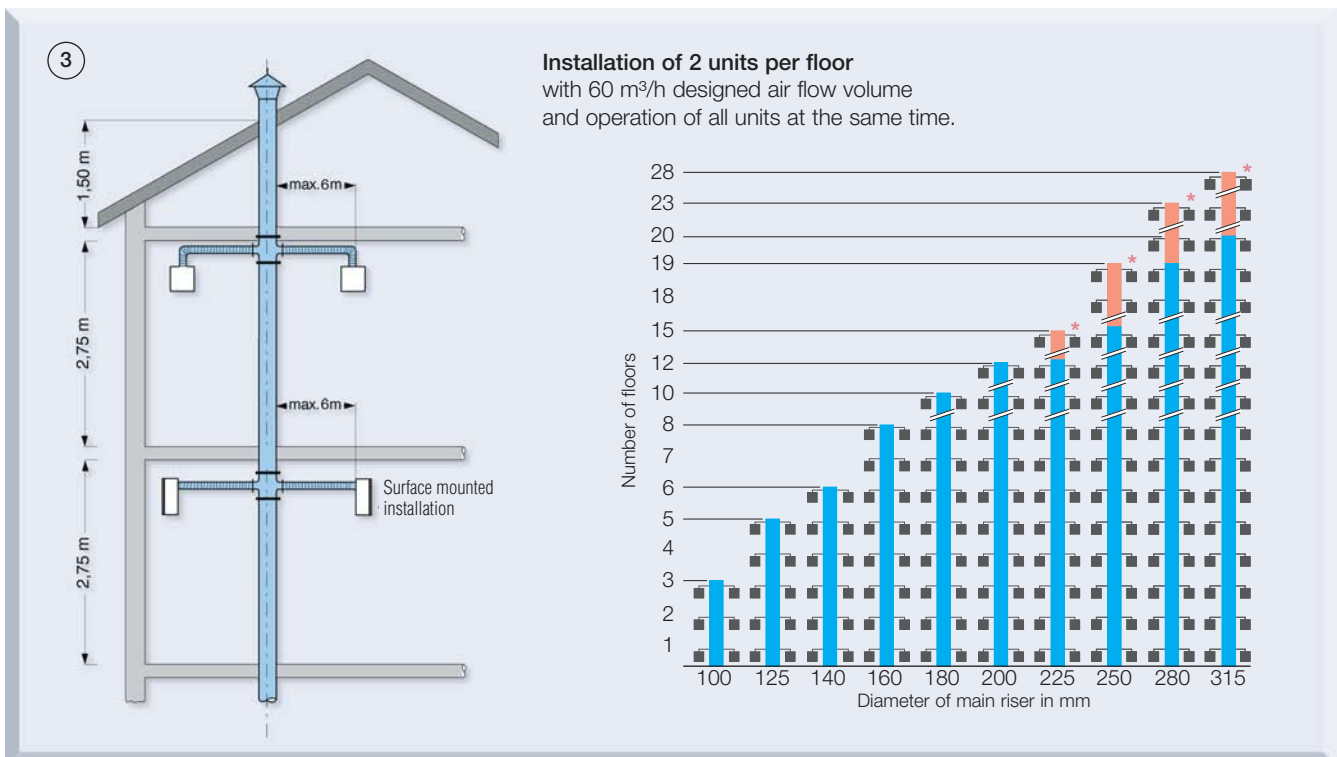 3
Installation of 2 units per floor
with 60 m³/h designed air flow volume
and operation of all units at the same time.
1,50 m
max.6m
2,75 m
max.6m
Surface mounted
installation
2,75 m
Number of floors
28
23
20
19
18
15
12
10
8
7
6
5
4
3
2
1
* * * *
100 125 140 160 180 200 225 250 280 315
Diameter of main riser in mm